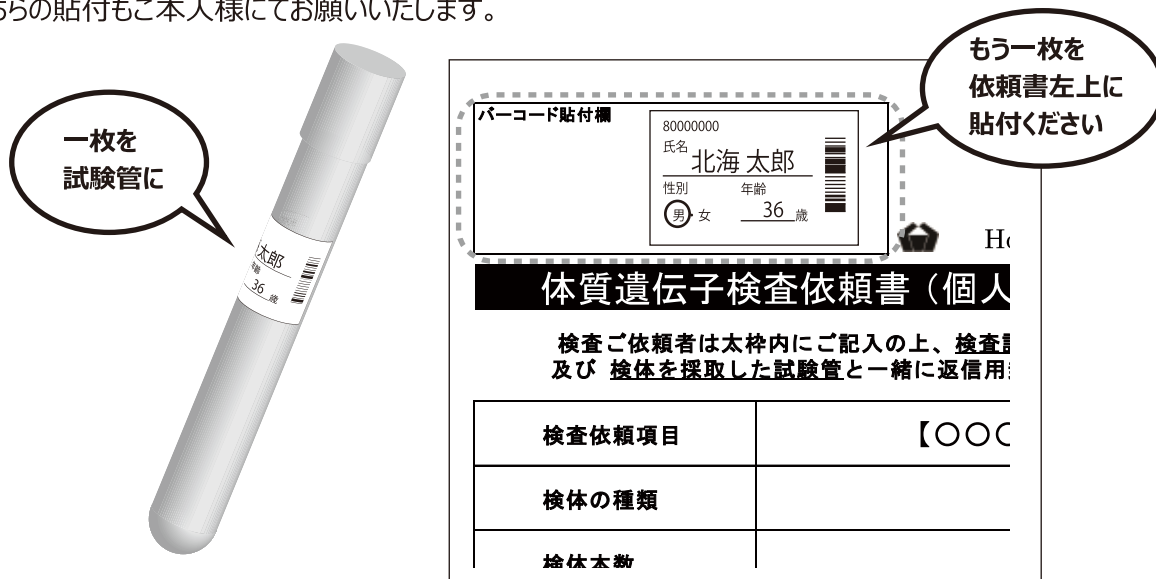 らの貼付もご本人様にてお願いいたします。
一枚を
試験管に
太郎
年齢
36 歳
もう一枚を
依頼書左上に
貼付ください
バーコード貼付欄
80000000
氏名
北海 太郎
性別 年齢
男・女 36 歳
体質遺伝子検査依頼書（個人
検査ご依頼者は太枠内にご記入の上、検査
及び 検体を採取した試験管と一緒に返信用
検査依頼項目 【〇〇〇
検体の種類
検体本数